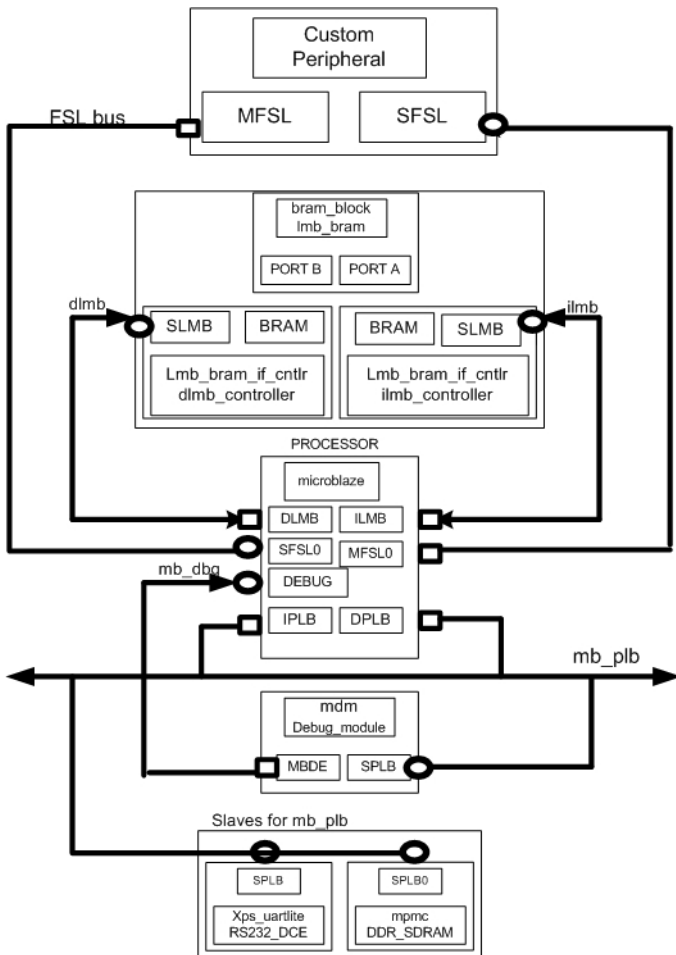 Custom
Peripheral
FSL bus
MFSL
SFSL
bram_block
lmb_bram
PORT B
PORT A
dlmb
ilmb
SLMB
BRAM
BRAM
SLMB
Lmb_bram_if_cntlr
dlmb_controller
Lmb_bram_if_cntlr
ilmb_controller
PROCESSOR
microblaze
DLMB
ILMB
SFSL0
MFSL0
mb_dbg
DEBUG
IPLB
DPLB
mb_plb
mdm
Debug_module
MBDE
SPLB
Slaves for mb_plb
SPLB
SPLB0
Xps_uartlite
RS232_DCE
mpmc
DDR_SDRAM